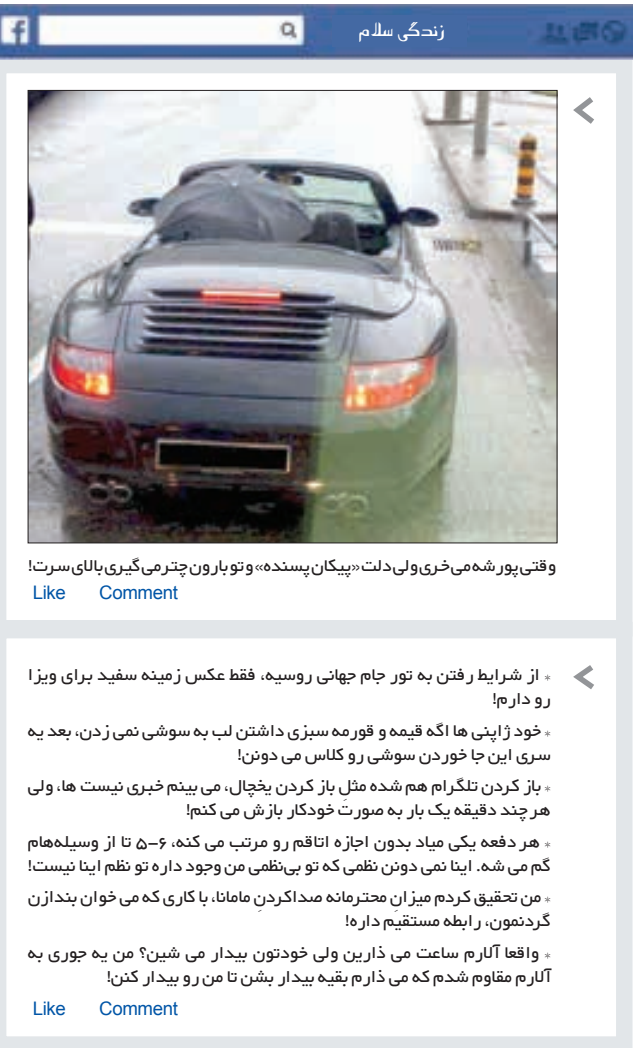 زندگی سلام
وقتی پورشه می‌خری ولی دلت «پیکان پسنده» و تو بارون چتر می گیری بالای سرت!
Like Comment
* از شرایط رفتن به تور جام جهانی روسیه، فقط عکس زمینه سفید برای ویزا
رو دارم!
* خود ژاپنی ها اگه قیمه و قورمه سبزی داشتن لب به سوشی نمی زدن، بعد یه
سری این جا خوردن سوشی رو کلاس می دونن!
* باز کردن تلگرام هم شده مثلِ باز کردن یخچال، می بینم خبری نیست ها، ولی
هر چند دقیقه یک بار به صورت خودکار بازش می کنم!
* هر دفعه یکی میاد بدون اجازه اتاقم رو مرتب می کنه، ۶-۵ تا از وسیله‌هام
گم می شه. اینا نمی دونن نظمی که تو بی‌نظمی من وجود داره تو نظم اینا نیست!
* من تحقیق کردم میزانِ محترمانه صداکردنِ مامانا، با کاری که می خوان بندازن
گردنمون، رابطه مستقیم داره!
* واقعا آلارم ساعت می ذارین ولی خودتون بیدار می شین؟ من یه جوری به
آلارم مقاوم شدم که می ذارم بقیه بیدار بشن تا من رو بیدار کنن!
Like Comment